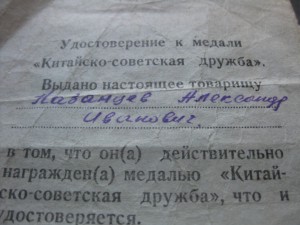 Удостоверение к медали
«Китайско-советская дружба».
Выдано настоящее товарищу
Казанцев Александр
Иванович
в том, что он(а) действительно
награжден(а) медалью «Китай-
ско-советская дружба», что и
удостоверяется.